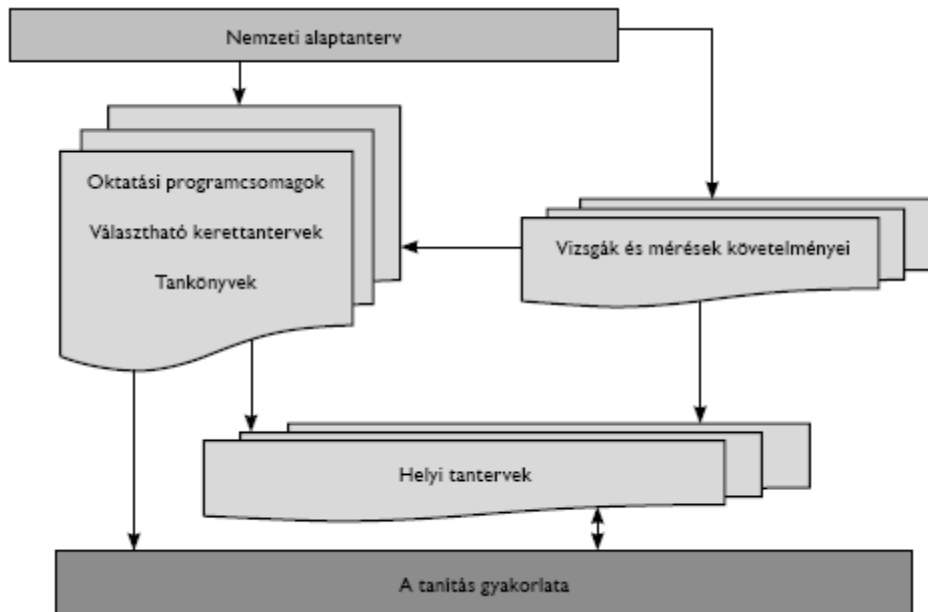 Nemzeti alaptanterv
Oktatási programcsomagok
Választható kerettantervek
Tankönyvek
Vizsgák és mérések követelményei
Helyi tantervek
A tanítás gyakorlata